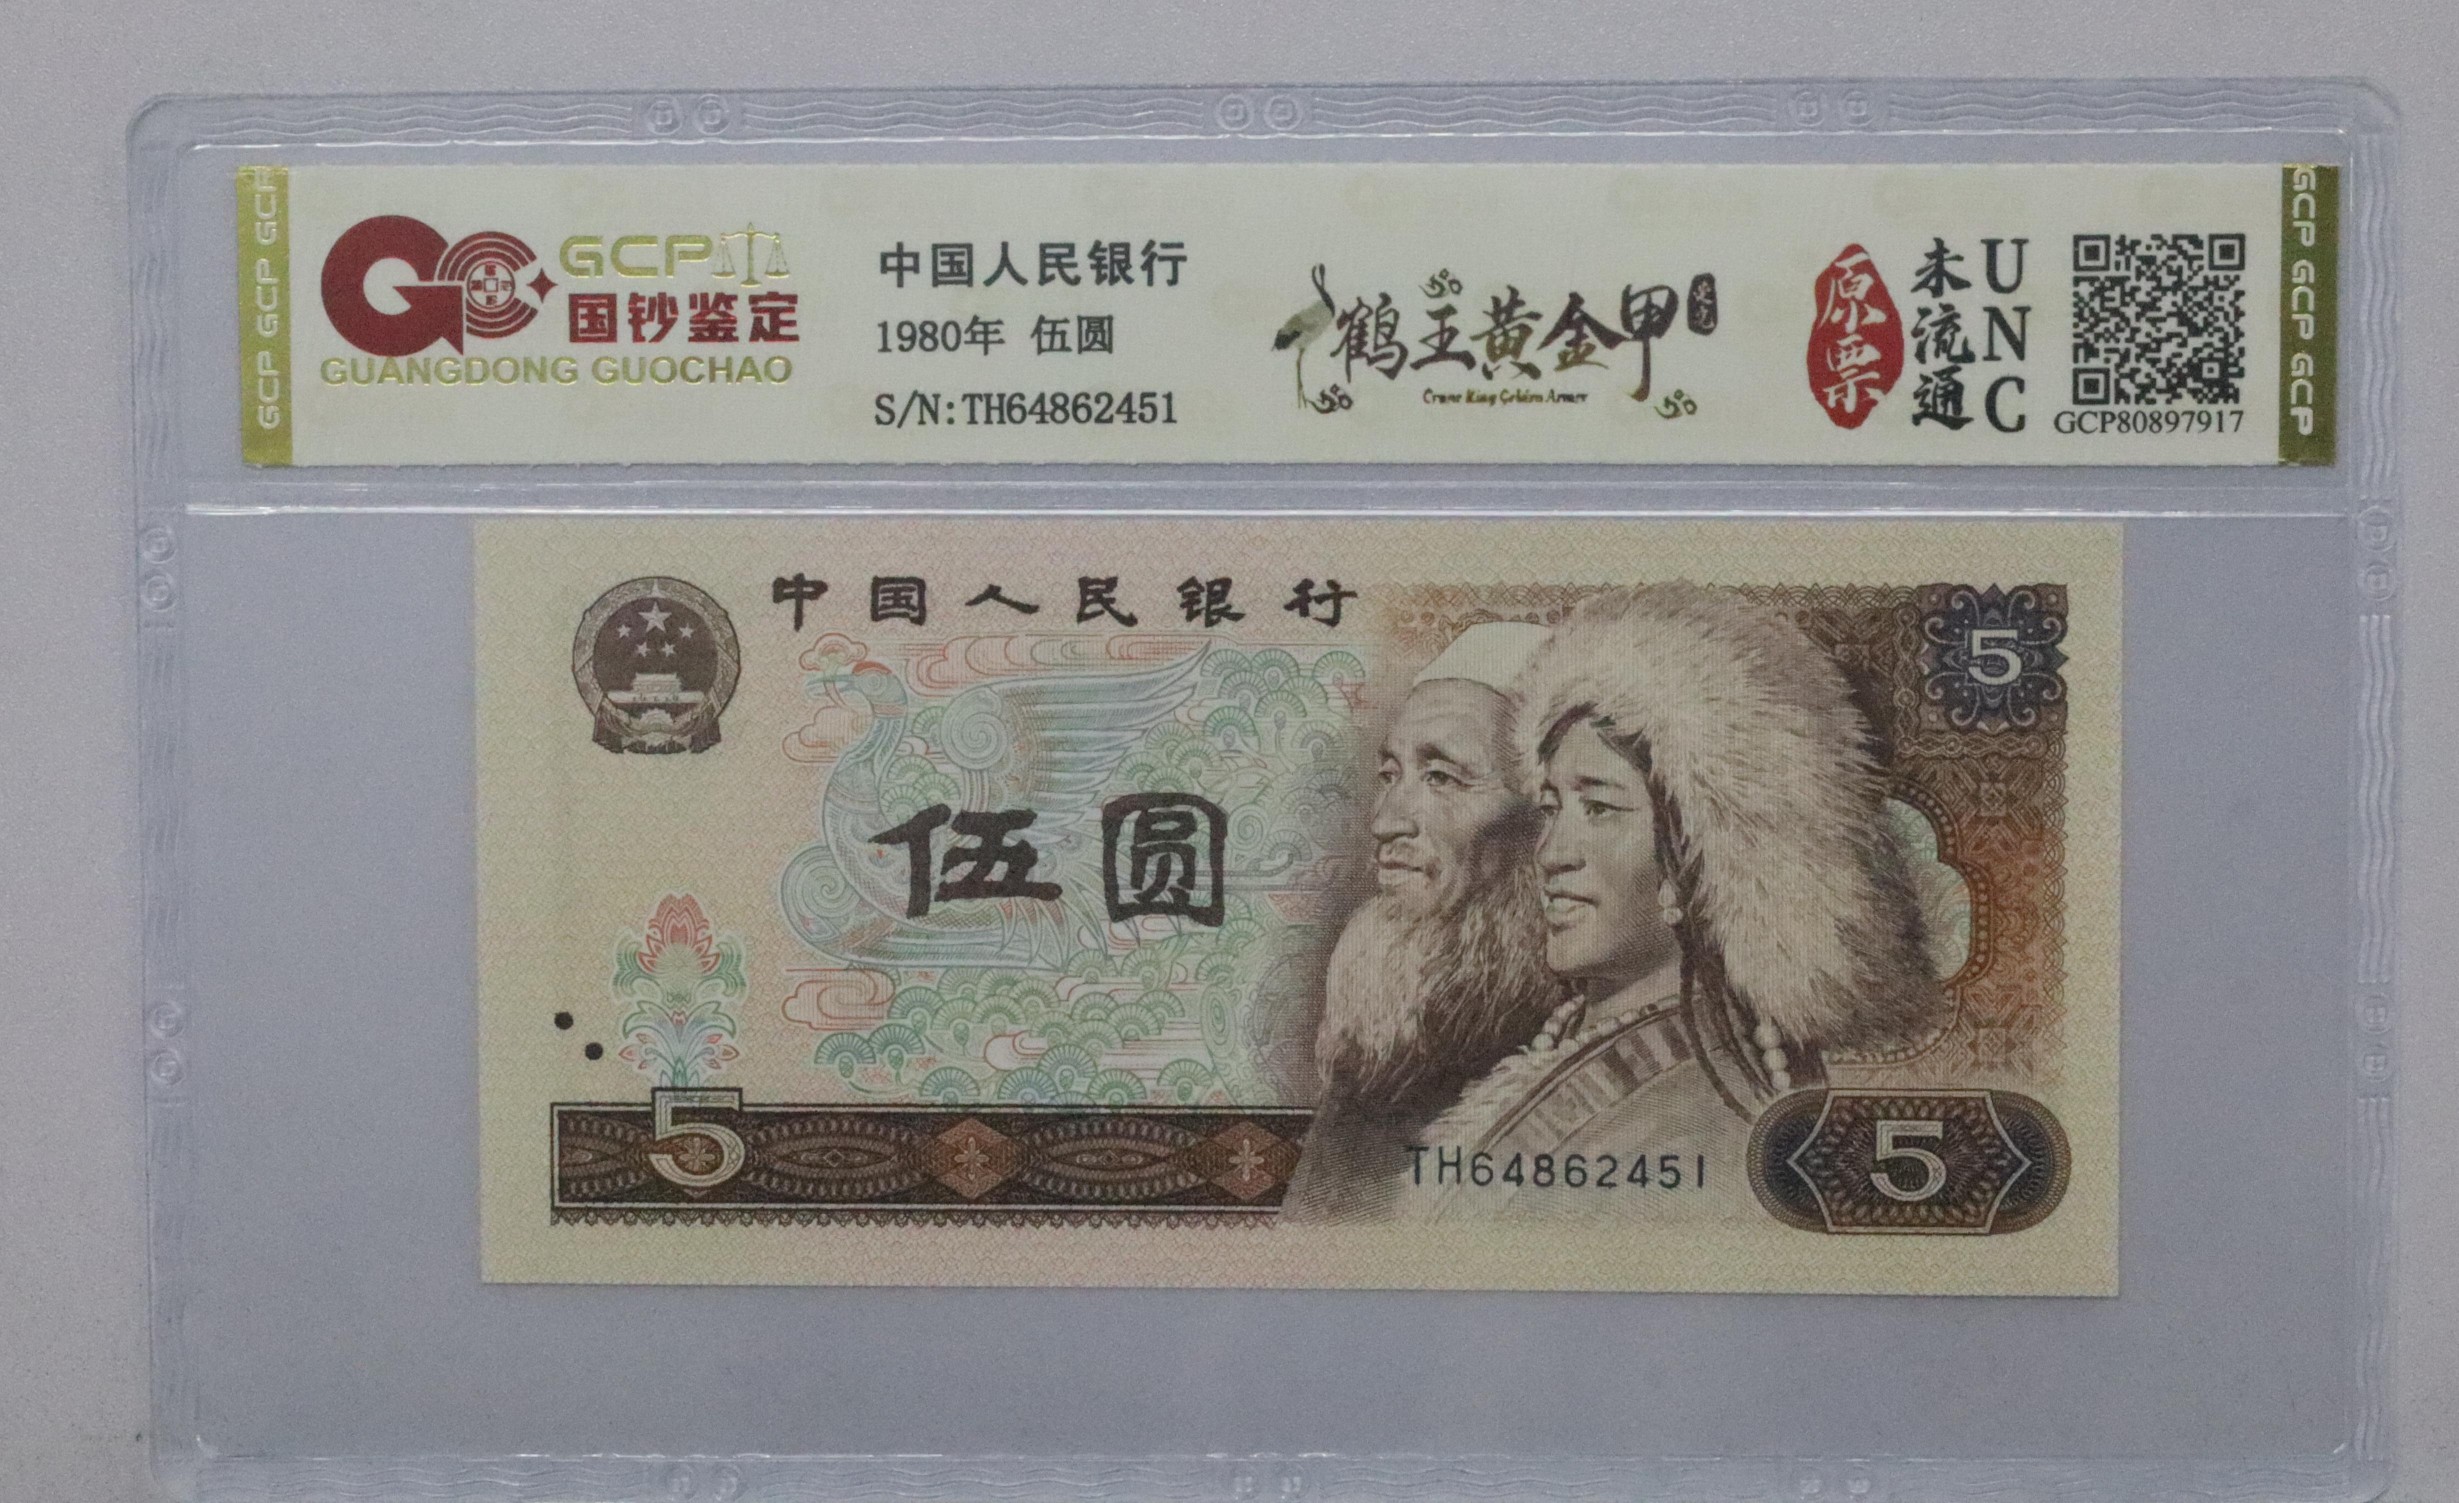 GCP GCP GCP
GCP
国钞鉴定
GUANGDONG GUOCHAO
中国人民银行
1980年 伍圆
S/N:TH64862451
鹤王黄金甲
Crane King Golden Armor
原票
未流通
UNC
GCP80897917
GCP GCP GCP
中国人民银行
5
伍圆
5
TH64862451
5